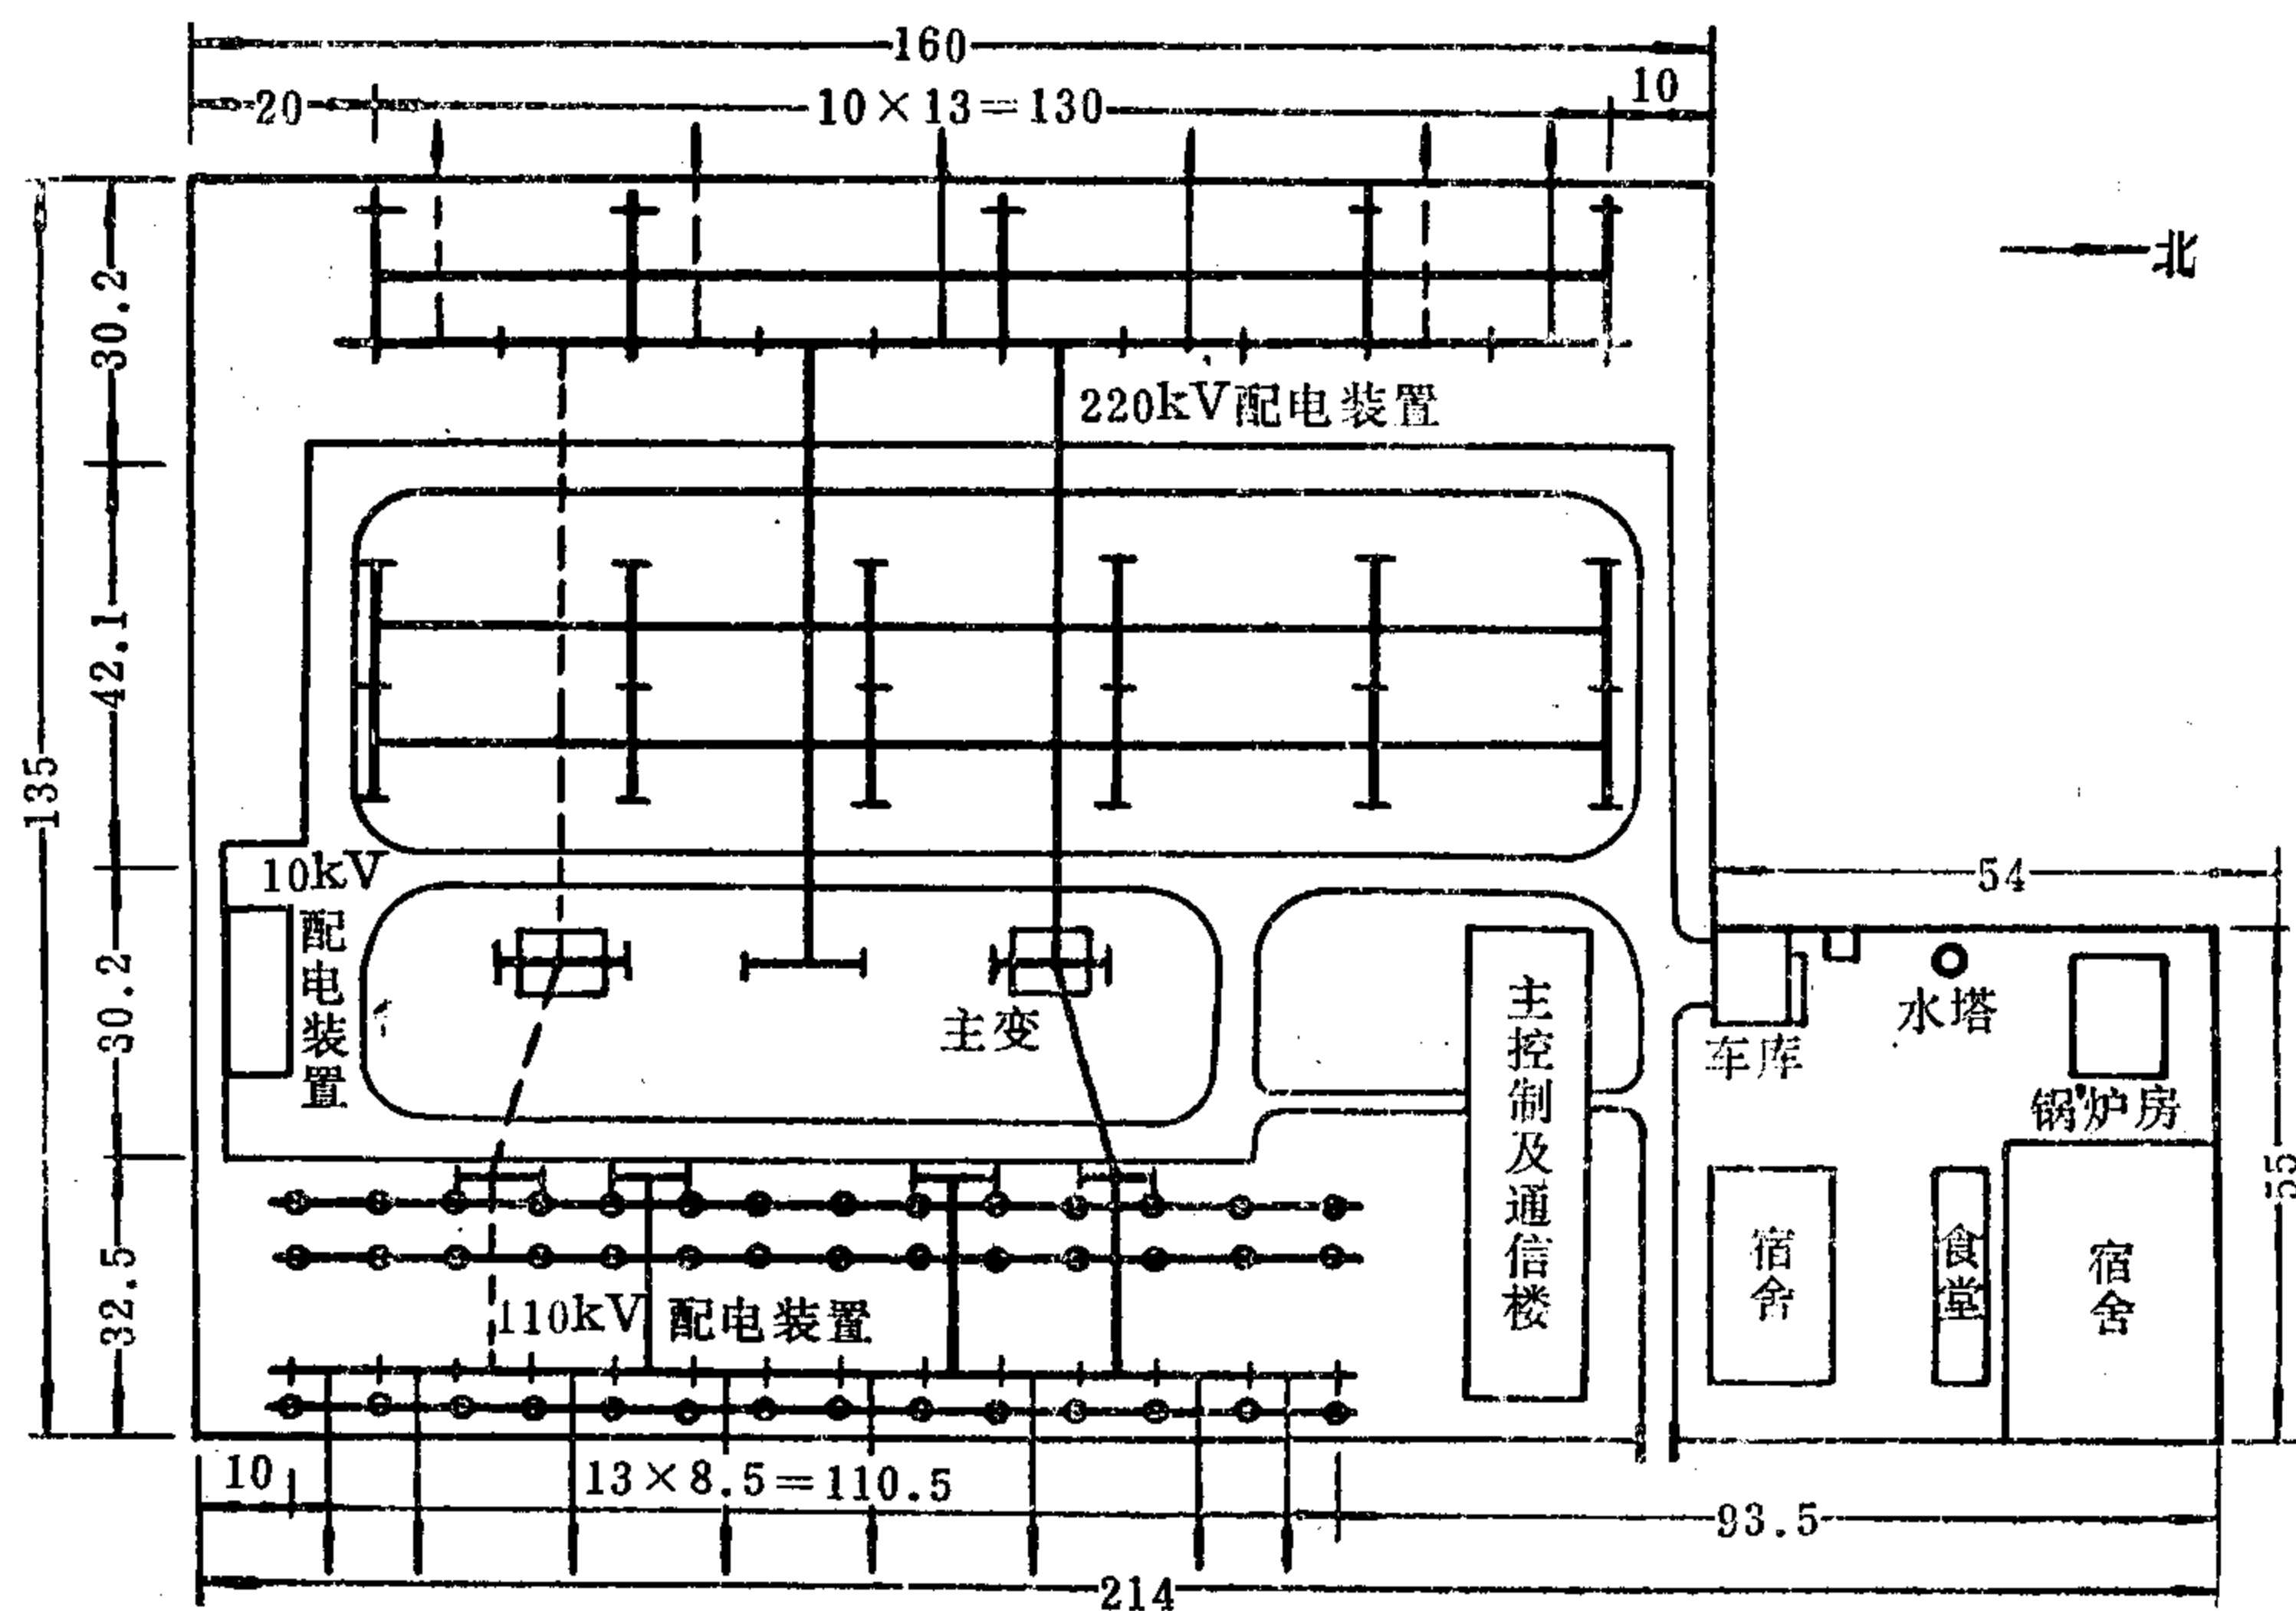 160
20
10×13=130
10
北
30.2
220kV配电装置
42.1
135
10kV
配电装置
54
30.2
主变
主控制及通信楼
水塔
车库
锅炉房
55
32.5
宿舍
食堂
宿舍
110kV 配电装置
10
13×8.5=110.5
93.5
214